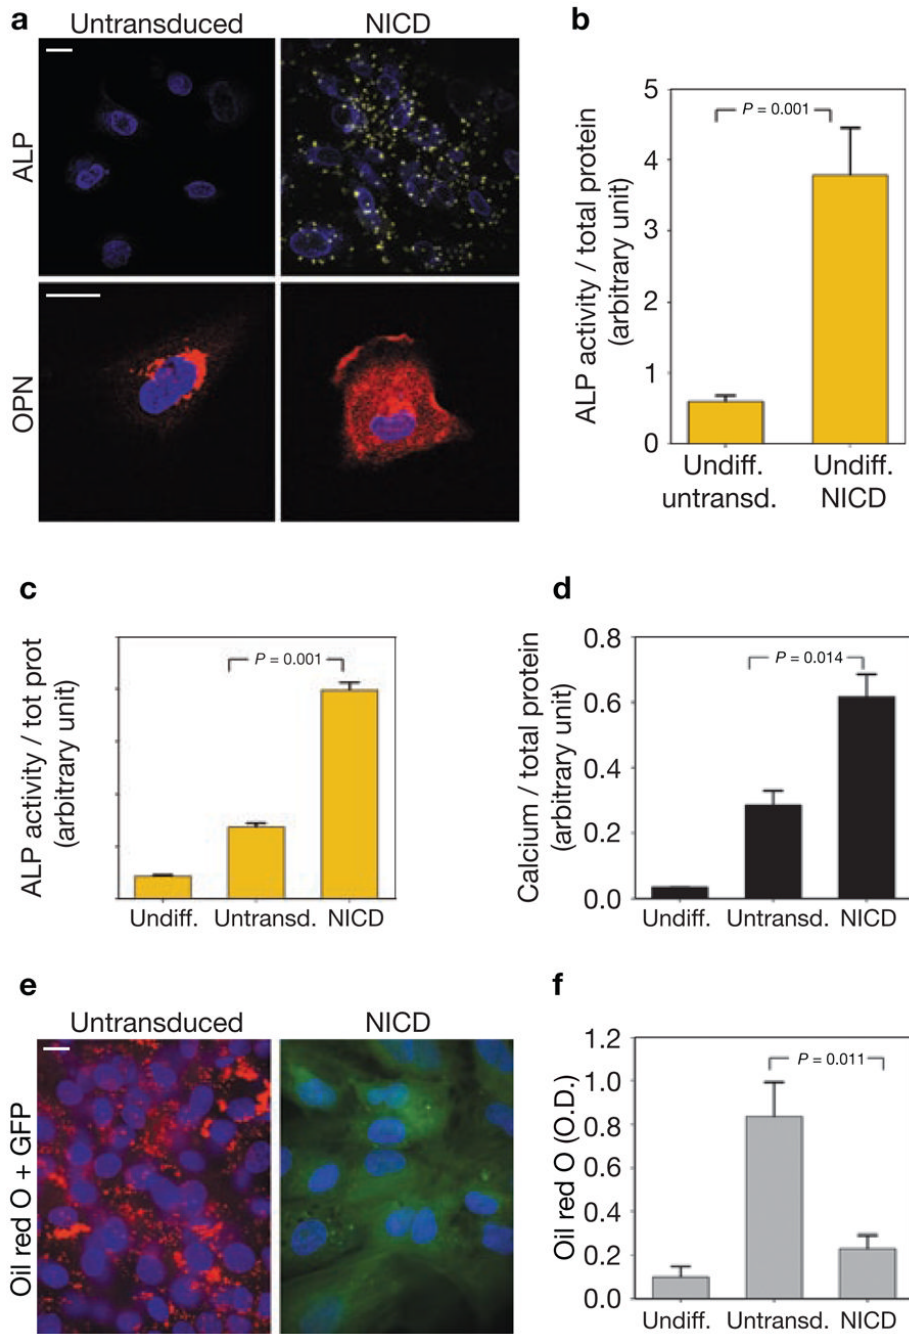 a
Untransduced
NICD
ALP
OPN
b
ALP activity / total protein
(arbitrary unit)
5
4
3
2
1
0
P = 0.001
Undiff.
untransd.
Undiff.
NICD
c
ALP activity / tot prot
(arbitrary unit)
P = 0.001
Undiff.
Untransd.
NICD
d
Calcium / total protein
(arbitrary unit)
0.8
0.6
0.4
0.2
0.0
P = 0.014
Undiff.
Untransd.
NICD
e
Untransduced
NICD
Oil red O + GFP
f
Oil red O (O.D.)
1.2
1.0
0.8
0.6
0.4
0.2
0.0
P = 0.011
Undiff.
Untransd.
NICD